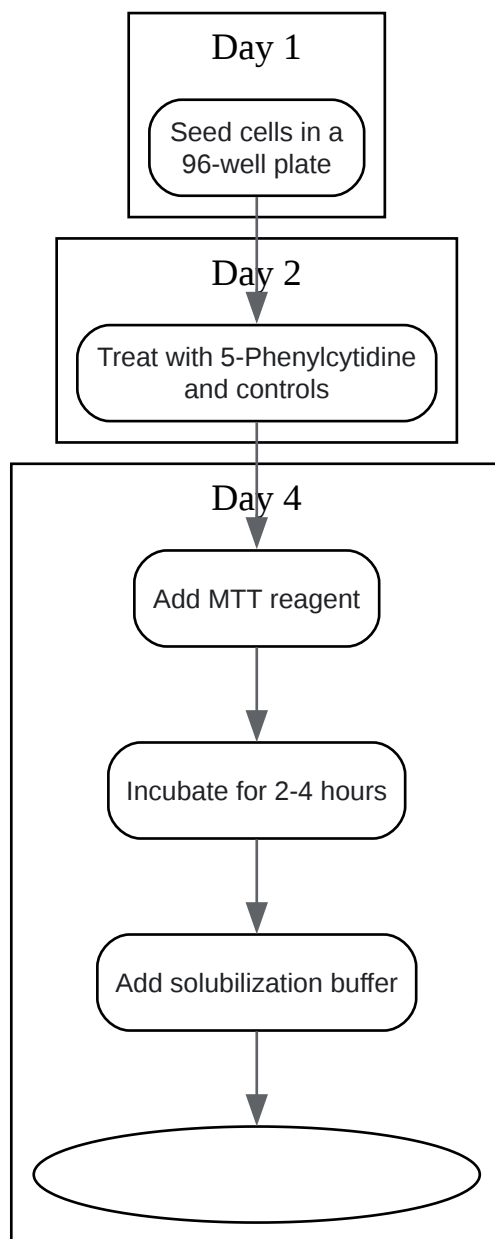 Day 1
Seed cells in a
96-well plate
Day 2
Treat with 5-Phenylcytidine
and controls
Day 4
Add MTT reagent
Incubate for 2-4 hours
Add solubilization buffer